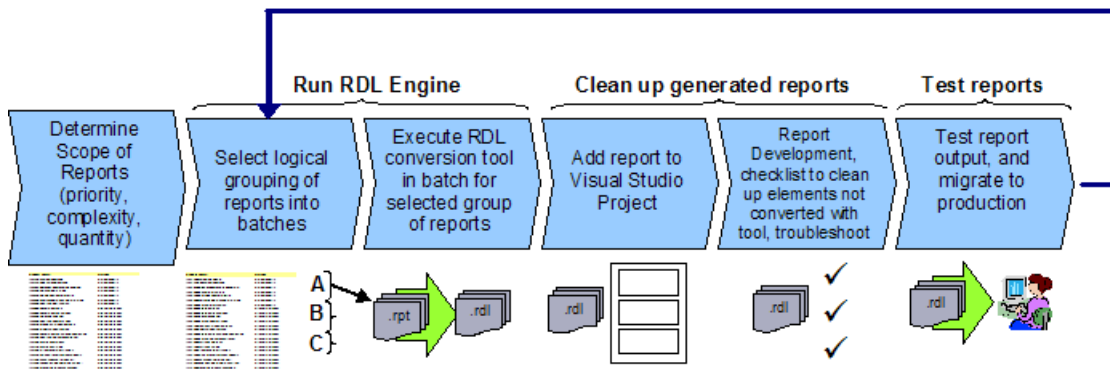 Run RDL Engine
Clean up generated reports
Test reports
Determine
Scope of
Reports
(priority,
complexity,
quantity)
Select logical
grouping of
reports into
batches
Execute RDL
conversion tool
in batch for
selected group
of reports
Add report to
Visual Studio
Project
Report
Development,
checklist to clean
up elements not
converted with
tool, troubleshoot
Test report
output, and
migrate to
production
A
B
C
.rpt
.rdl
.rdl
.rdl
.rdl